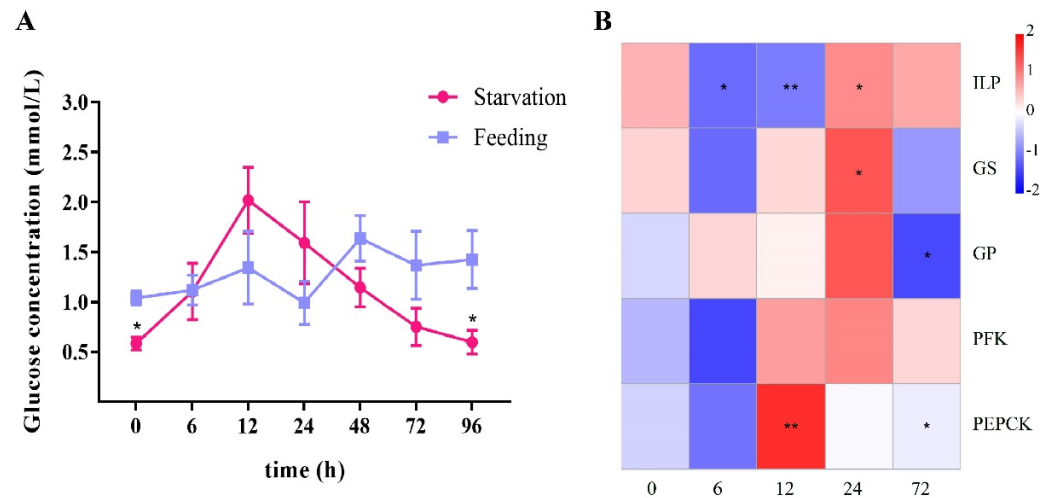 A
B
Glucose concentration (mmol/L)
3.0
2.5
2.0
1.5
1.0
0.5
Starvation
Feeding
*
*
0 6 12 24 48 72 96
time (h)
* ** * ILP
* GS
* GP
PFK
** * PEPCK
0 6 12 24 72
2
1
0
-1
-2